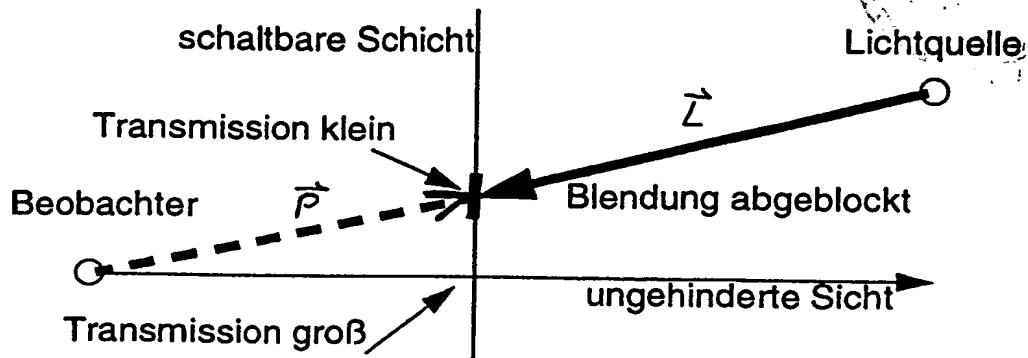 schaltbare Schicht
Lichtquelle
Transmission klein
L
Beobachter
P
Blendung abgeblockt
ungehinderte Sicht
Transmission groß